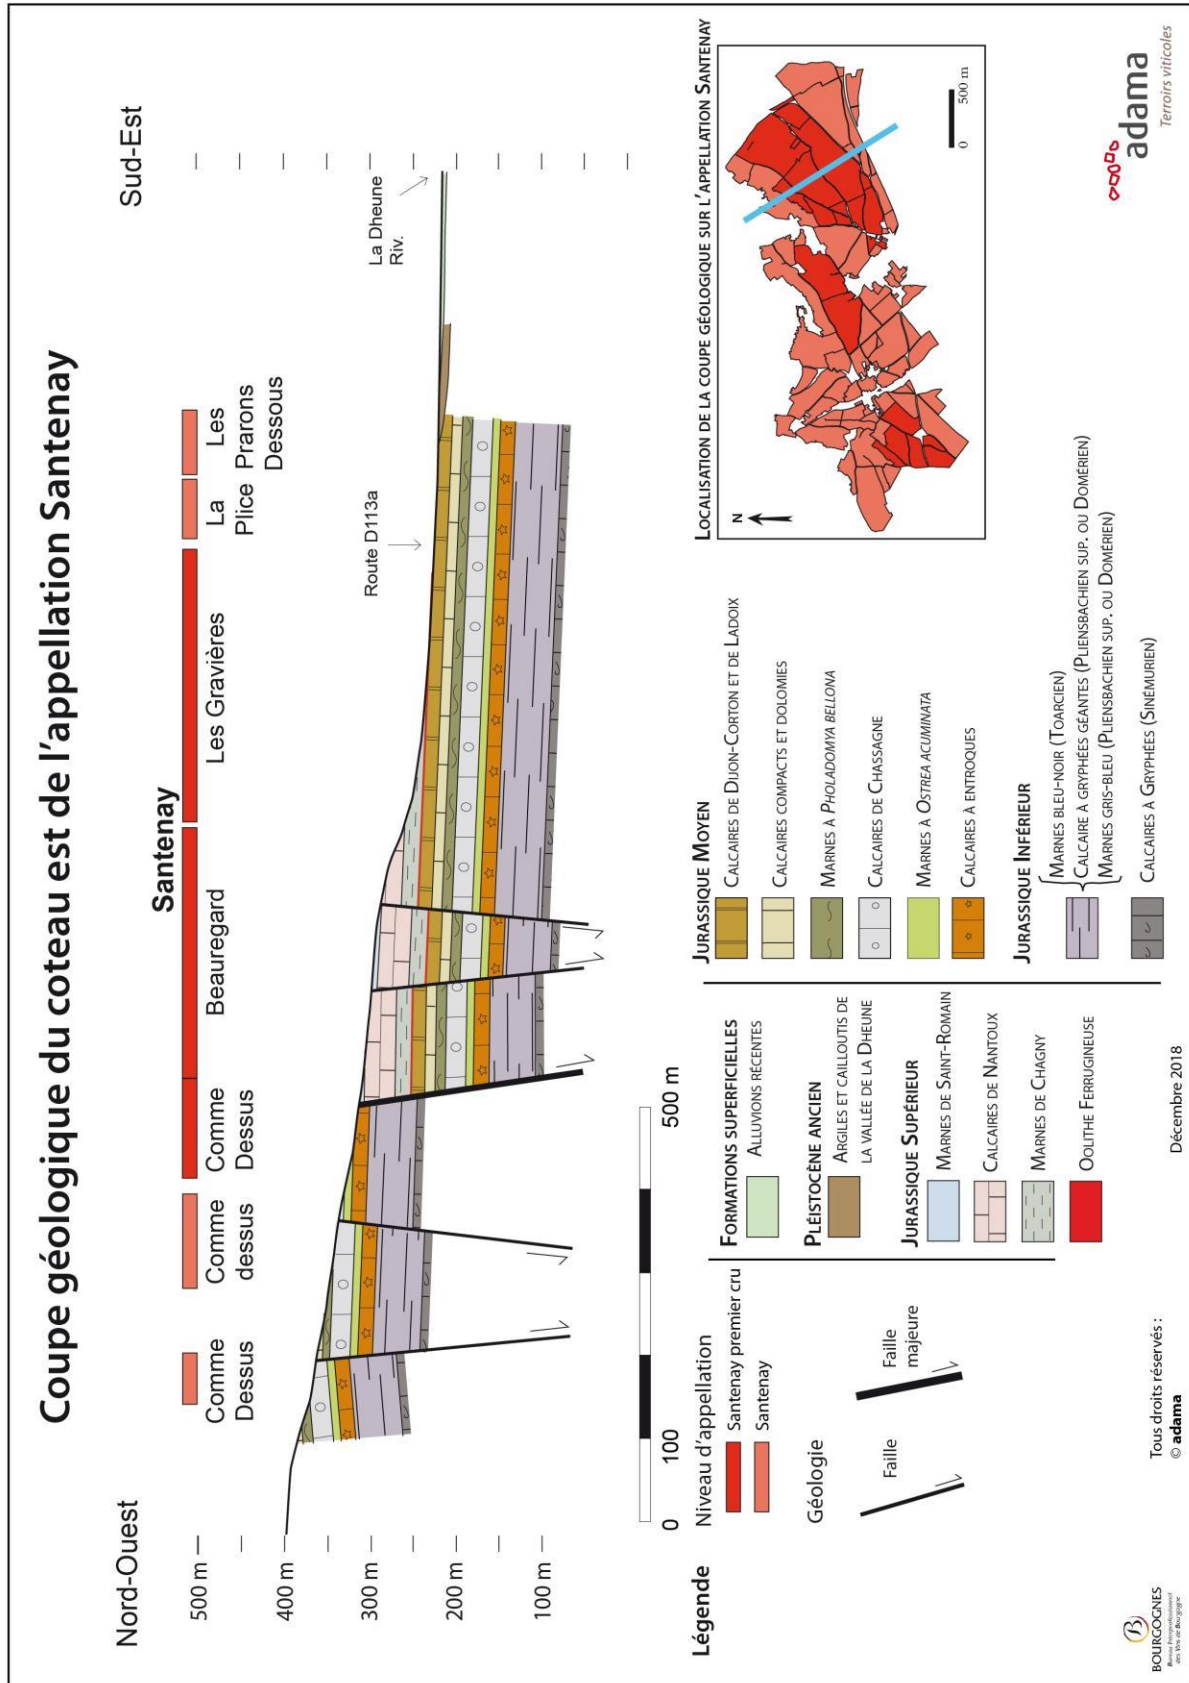 Coupe géologique du coteau est de l'appellation Santenay
Nord-Ouest
Sud-Est
Santenay
Comme
Dessus
Comme
dessus
Comme
Dessus
Beauregard
Les Gravières
La
Plice
Les
Prarons
Dessous
500 m
400 m
300 m
200 m
100 m
Route D113a
La Dheune
Riv.
0
100
500 m
Légende
Niveau d'appellation
Santenay premier cru
Santenay
Géologie
Faille
Faille
majeure
FORMATIONS SUPERFICIELLES
ALLUVIONS RÉCENTES
PLÉISTOCÈNE ANCIEN
ARGILES ET CAILLOUTIS DE
LA VALLÉE DE LA DHEUNE
JURASSIQUE SUPÉRIEUR
MARNES DE SAINT-ROMAIN
CALCAIRES DE NANTOUX
MARNES DE CHAGNY
OOLITHE FERRUGINEUSE
JURASSIQUE MOYEN
CALCAIRES DE DIJON-CORTON ET DE LADOIX
CALCAIRES COMPACTS ET DOLOMIES
MARNES À PHOLADOMYA BELLONA
CALCAIRES DE CHASSAGNE
MARNES À OSTREA ACUMINATA
CALCAIRES À ENTROQUES
JURASSIQUE INFÉRIEUR
MARNES BLEU-NOIR (TOARCIEN)
CALCAIRE À GRYPHÉES GÉANTES (PLIENSBACHIEN SUP. OU DOMÉRIEN)
MARNES GRIS-BLEU (PLIENSBACHIEN SUP. OU DOMÉRIEN)
CALCAIRES À GRYPHÉES (SINÉMURIEN)
LOCALISATION DE LA COUPE GÉOLOGIQUE SUR L'APPELLATION SANTENAY
N
0
500 m
BOURGOGNES
Bureau Interprofessionnel
des Vins de Bourgogne
Tous droits réservés :
© adama
Décembre 2018
adama
Terroirs viticoles